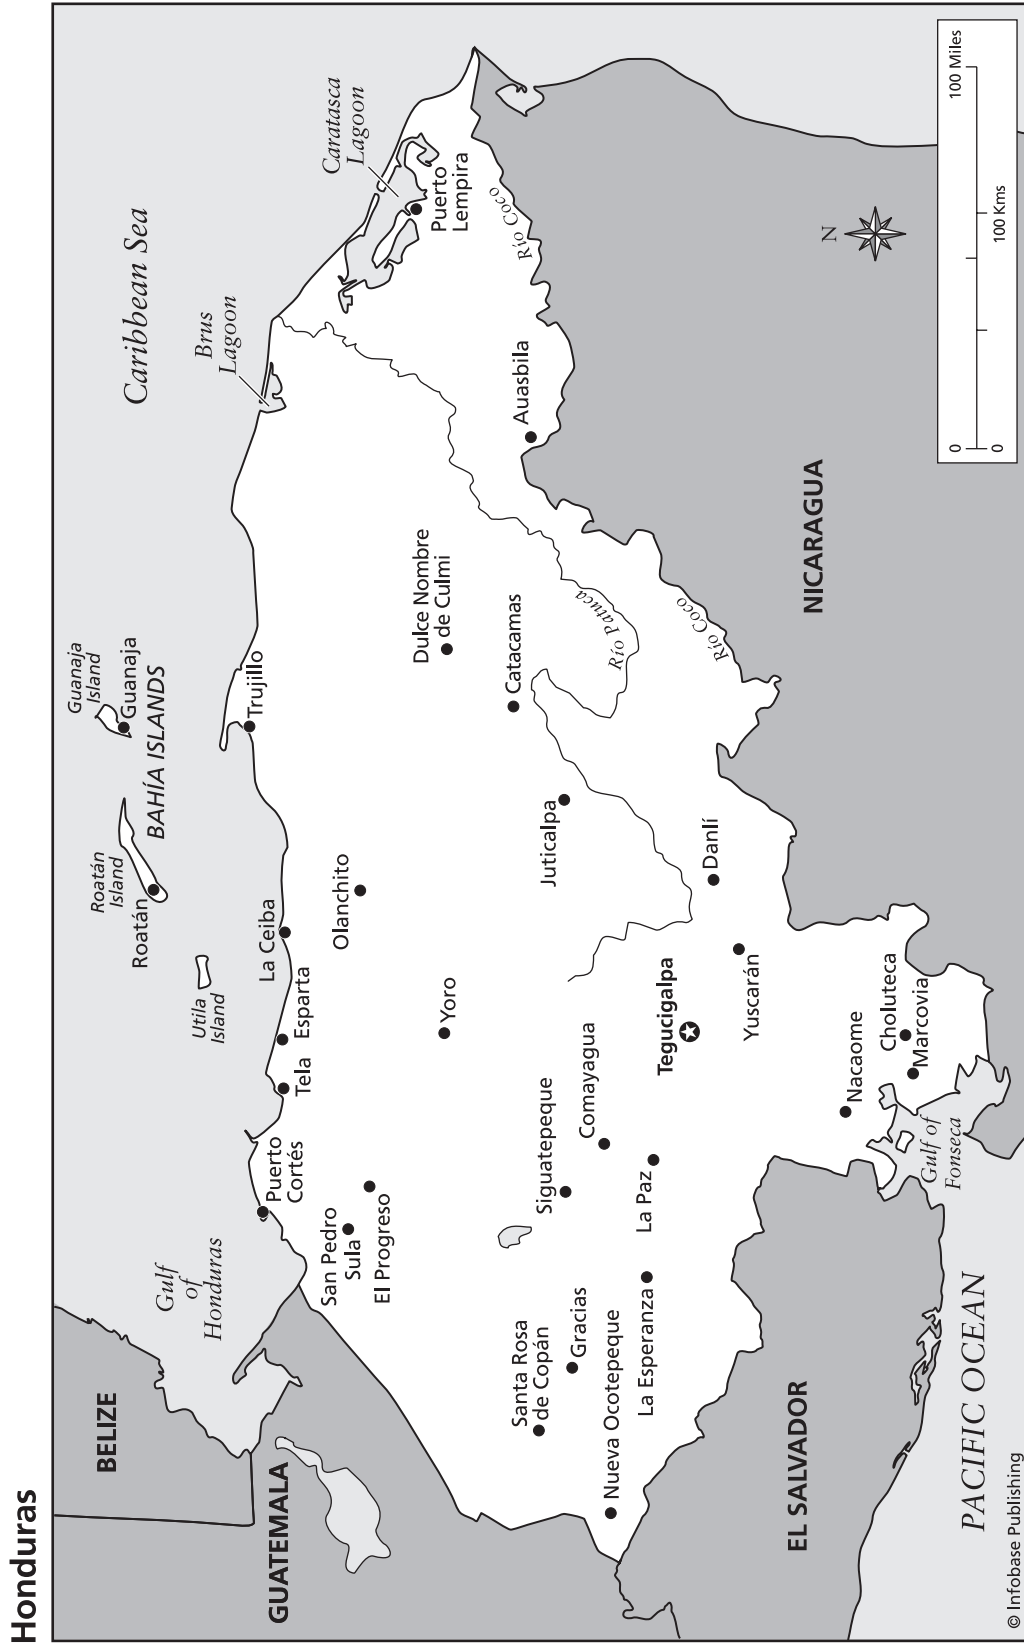 Honduras
BELIZE
GUATEMALA
Gulf
of
Honduras
Caribbean Sea
Utila
Island
Roatán
Island
Roatán
Guanaja
Island
Guanaja
BAHÍA ISLANDS
Brus
Lagoon
Caratasca
Lagoon
Puerto
Cortés
Tela
Esparta
La Ceiba
Trujillo
San Pedro
Sula
El Progreso
Olanchito
Yoro
Dulce Nombre
de Culmi
Puerto
Lempira
Río Coco
Auasbila
Santa Rosa
de Copán
Gracias
Nueva Ocotepeque
La Esperanza
Siguatepeque
Comayagua
La Paz
Tegucigalpa
Juticalpa
Catacamas
Río Patuca
Río Coco
Danlí
Yuscarán
Nacaome
Choluteca
Marcovia
Gulf of
Fonseca
EL SALVADOR
NICARAGUA
PACIFIC OCEAN
N
0
100 Miles
0
100 Kms
© Infobase Publishing